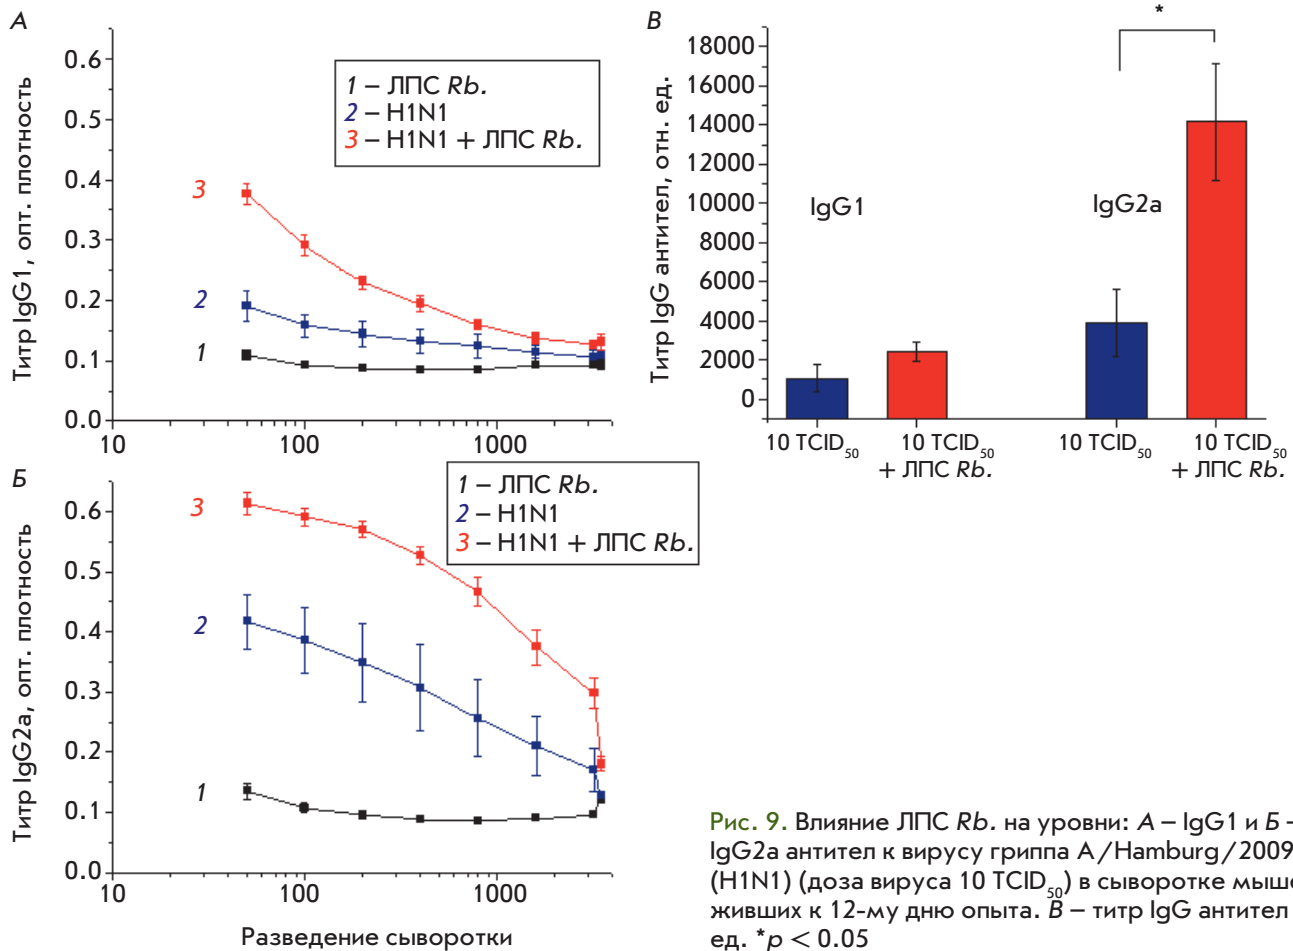 А
Титр IgG1, опт. плотность
0.6
0.5
0.4
0.3
0.2
0.1
0.0
10
100
1000
3
2
1
1 – ЛПС Rb.
2 – H1N1
3 – H1N1 + ЛПС Rb.
Б
Титр IgG2a, опт. плотность
0.6
0.5
0.4
0.3
0.2
0.1
0.0
10
100
1000
3
2
1
1 – ЛПС Rb.
2 – H1N1
3 – H1N1 + ЛПС Rb.
Разведение сыворотки
В
Титр IgG антител, отн. ед.
18000
16000
14000
12000
10000
8000
6000
4000
2000
0
IgG1
IgG2a
*
10 TCID₅₀
10 TCID₅₀
+ ЛПС Rb.
10 TCID₅₀
10 TCID₅₀
+ ЛПС Rb.
Рис. 9. Влияние ЛПС Rb. на уровни: А – IgG1 и Б –
IgG2a антител к вирусу гриппа A/Hamburg/2009
(H1N1) (доза вируса 10 TCID₅₀) в сыворотке
живших к 12-му дню опыта. В – титр IgG антител
ед. *p < 0.05